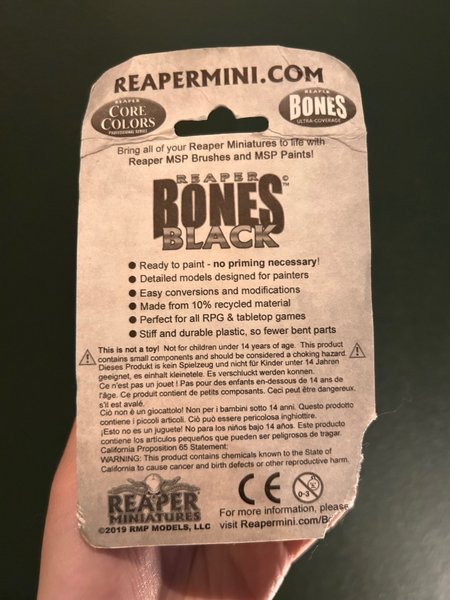 REAPERMINI.COM
REAPER
CORE
COLORS
REAPER
BONES
ULTRA-COVERAGE
Bring all of your Reaper Miniatures to life with
Reaper MSP Brushes and MSP Paints!
REAPER ©
BONES™
BLACK
● Ready to paint - no priming necessary!
● Detailed models designed for painters
● Easy conversions and modifications
● Made from 10% recycled material
● Perfect for all RPG & tabletop games
● Stiff and durable plastic, so fewer bent parts
This is not a toy! Not for children under 14 years of age. This product
contains small components and should be considered a choking hazard.
Dieses Produkt is kein Spielzeug und nicht für Kinder unter 14 Jahren
geeignet, es einhalt kleinetele. Es verschluckt werden konnen.
Ce n'est pas un jouet ! Pas pour des enfants en-dessous de 14 ans de
l'âge. Ce produit contient de petits composants. Ceci peut être dangereux.
s'il est avalé.
Ciò non è un giocattolo! Non per i bambini sotto 14 anni. Questo prodotto
contiene i piccoli articoli. Ciò può essere pericolosa inghiottire.
¡Esto no es un juguete! No para los niños bajo 14 años. Este producto
contiene los artículos pequeños que pueden ser peligrosos de tragar.
California Proposition 65 Statement:
WARNING: This product contains chemicals known to the State of
California to cause cancer and birth defects or other reproductive harm.
REAPER
MINIATURES
©2019 RMP MODELS, LLC
CE
0-3
For more information, please
visit Reapermini.com/B